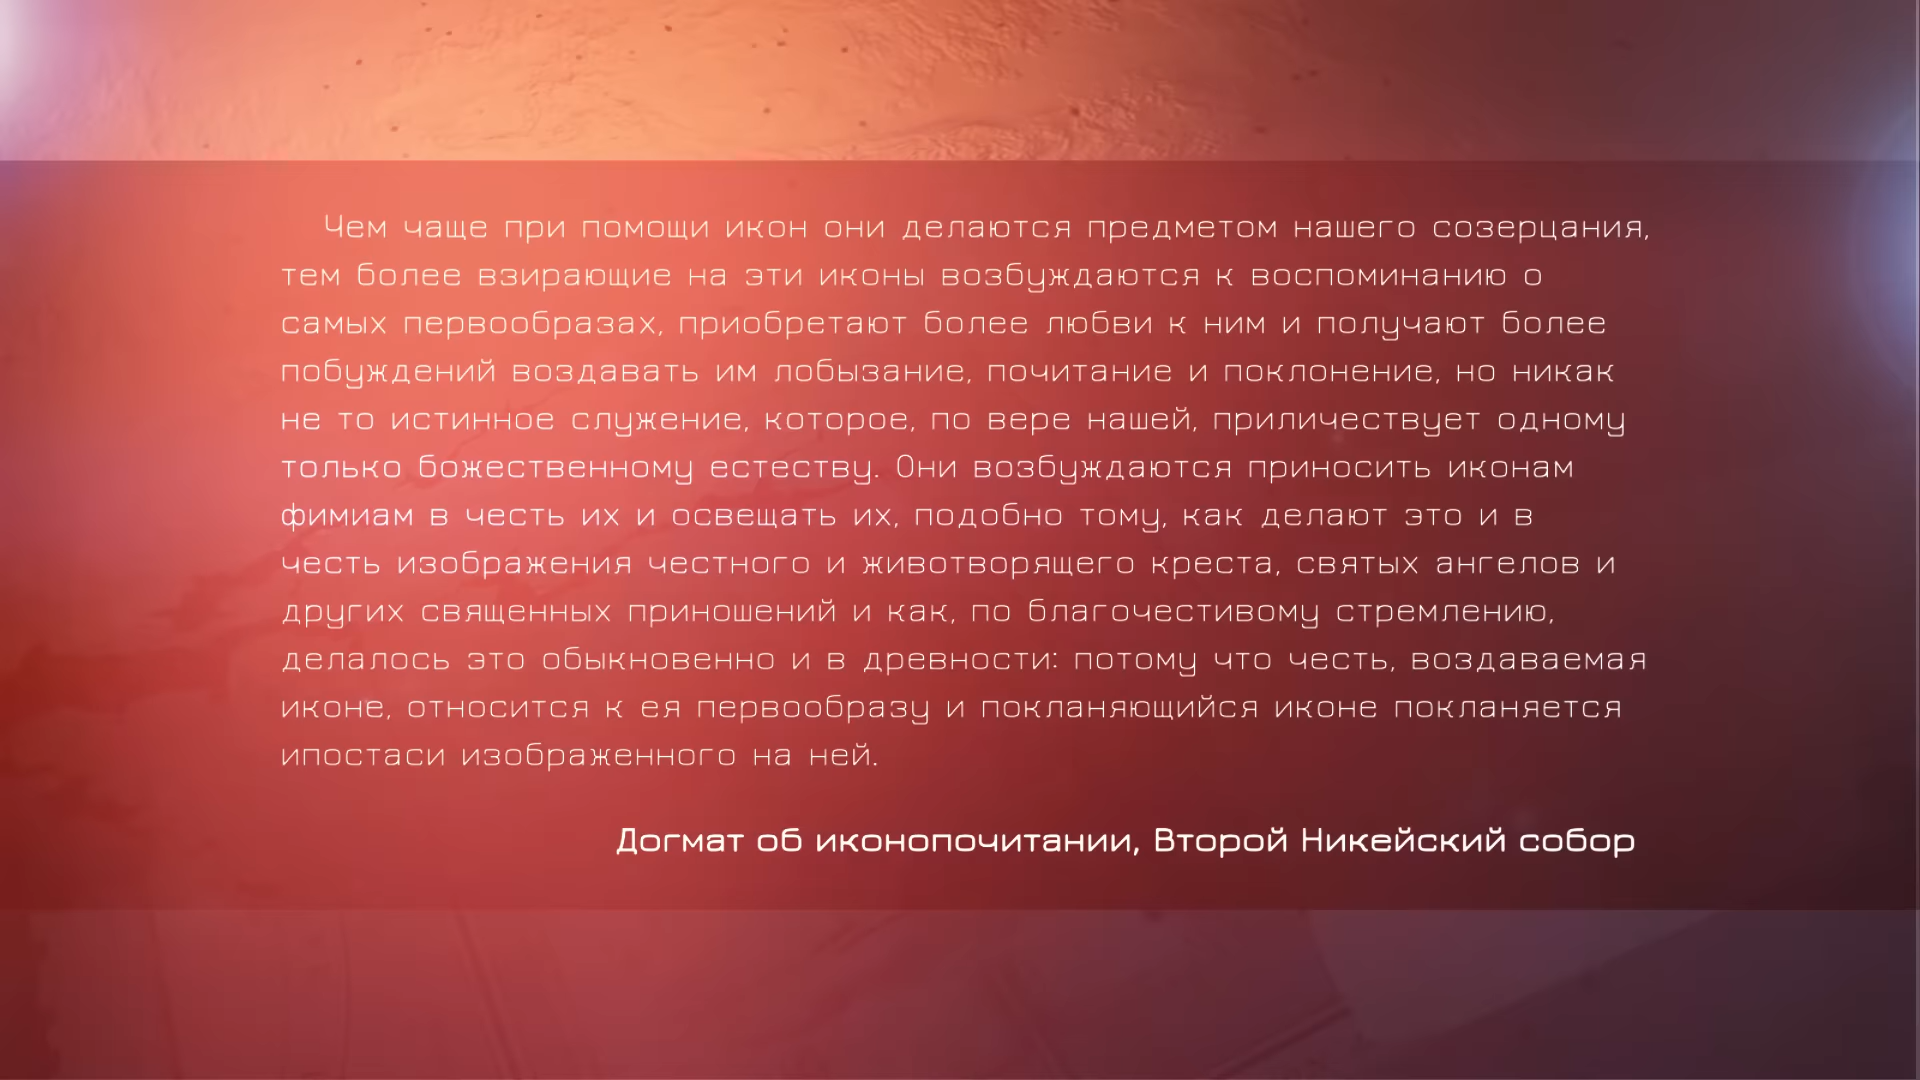 Чем чаще при помощи икон они делаются предметом нашего созерцания,
тем более взирающие на эти иконы возбуждаются к воспоминанию о
самых первообразах, приобретают более любви к ним и получают более
побуждений воздавать им лобызание, почитание и поклонение, но никак
не то истинное служение, которое, по вере нашей, приличествует одному
только божественному естеству. Они возбуждаются приносить иконам
фимиам в честь их и освещать их, подобно тому, как делают это и в
честь изображения честного и животворящего креста, святых ангелов и
других священных приношений и как, по благочестивому стремлению,
делалось это обыкновенно и в древности: потому что честь, воздаваемая
иконе, относится к ея первообразу и покланяющийся иконе покланяется
ипостаси изображенного на ней.
Догмат об иконопочитании, Второй Никейский собор